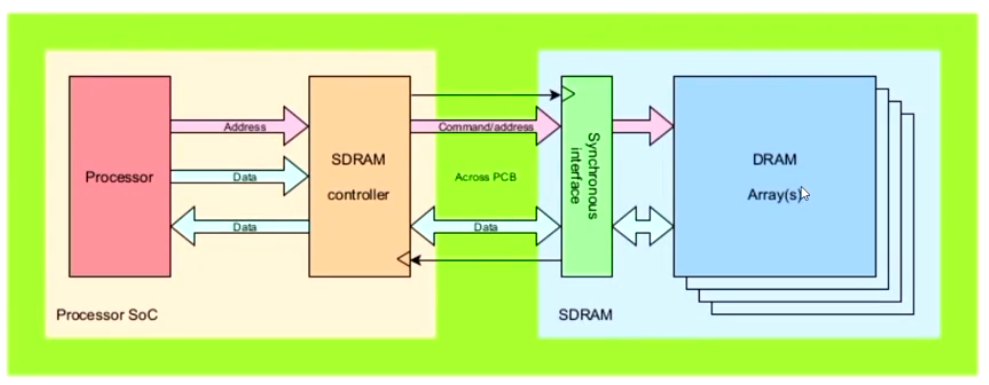 Processor
Address
Data
Data
SDRAM
controller
Command/address
Across PCB
Data
Synchronous
interface
DRAM
Array(s)
Processor SoC
SDRAM